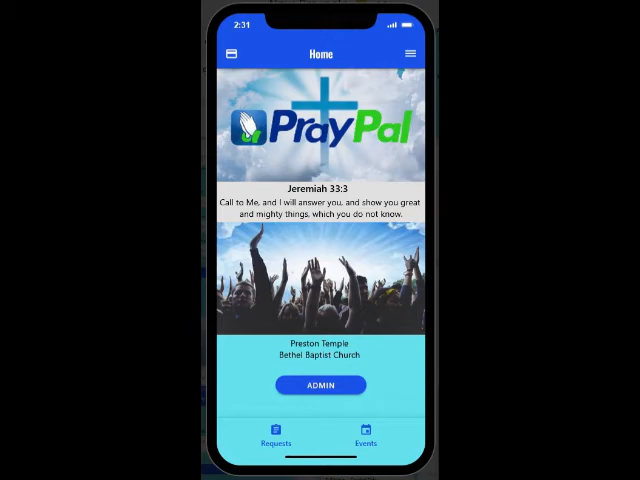 2:31
Home
PrayPal
Jeremiah 33:3
Call to Me, and I will answer you, and show you great
and mighty things, which you do not know.
Preston Temple
Bethel Baptist Church
ADMIN
Requests
Events